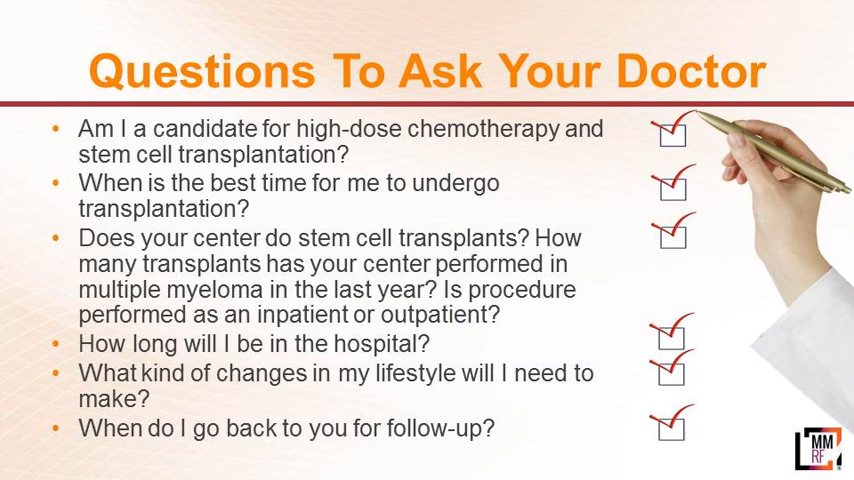 Questions To Ask Your Doctor
• Am I a candidate for high-dose chemotherapy and
stem cell transplantation?
• When is the best time for me to undergo
transplantation?
• Does your center do stem cell transplants? How
many transplants has your center performed in
multiple myeloma in the last year? Is procedure
performed as an inpatient or outpatient?
• How long will I be in the hospital?
• What kind of changes in my lifestyle will I need to
make?
• When do I go back to you for follow-up?
MM
RF